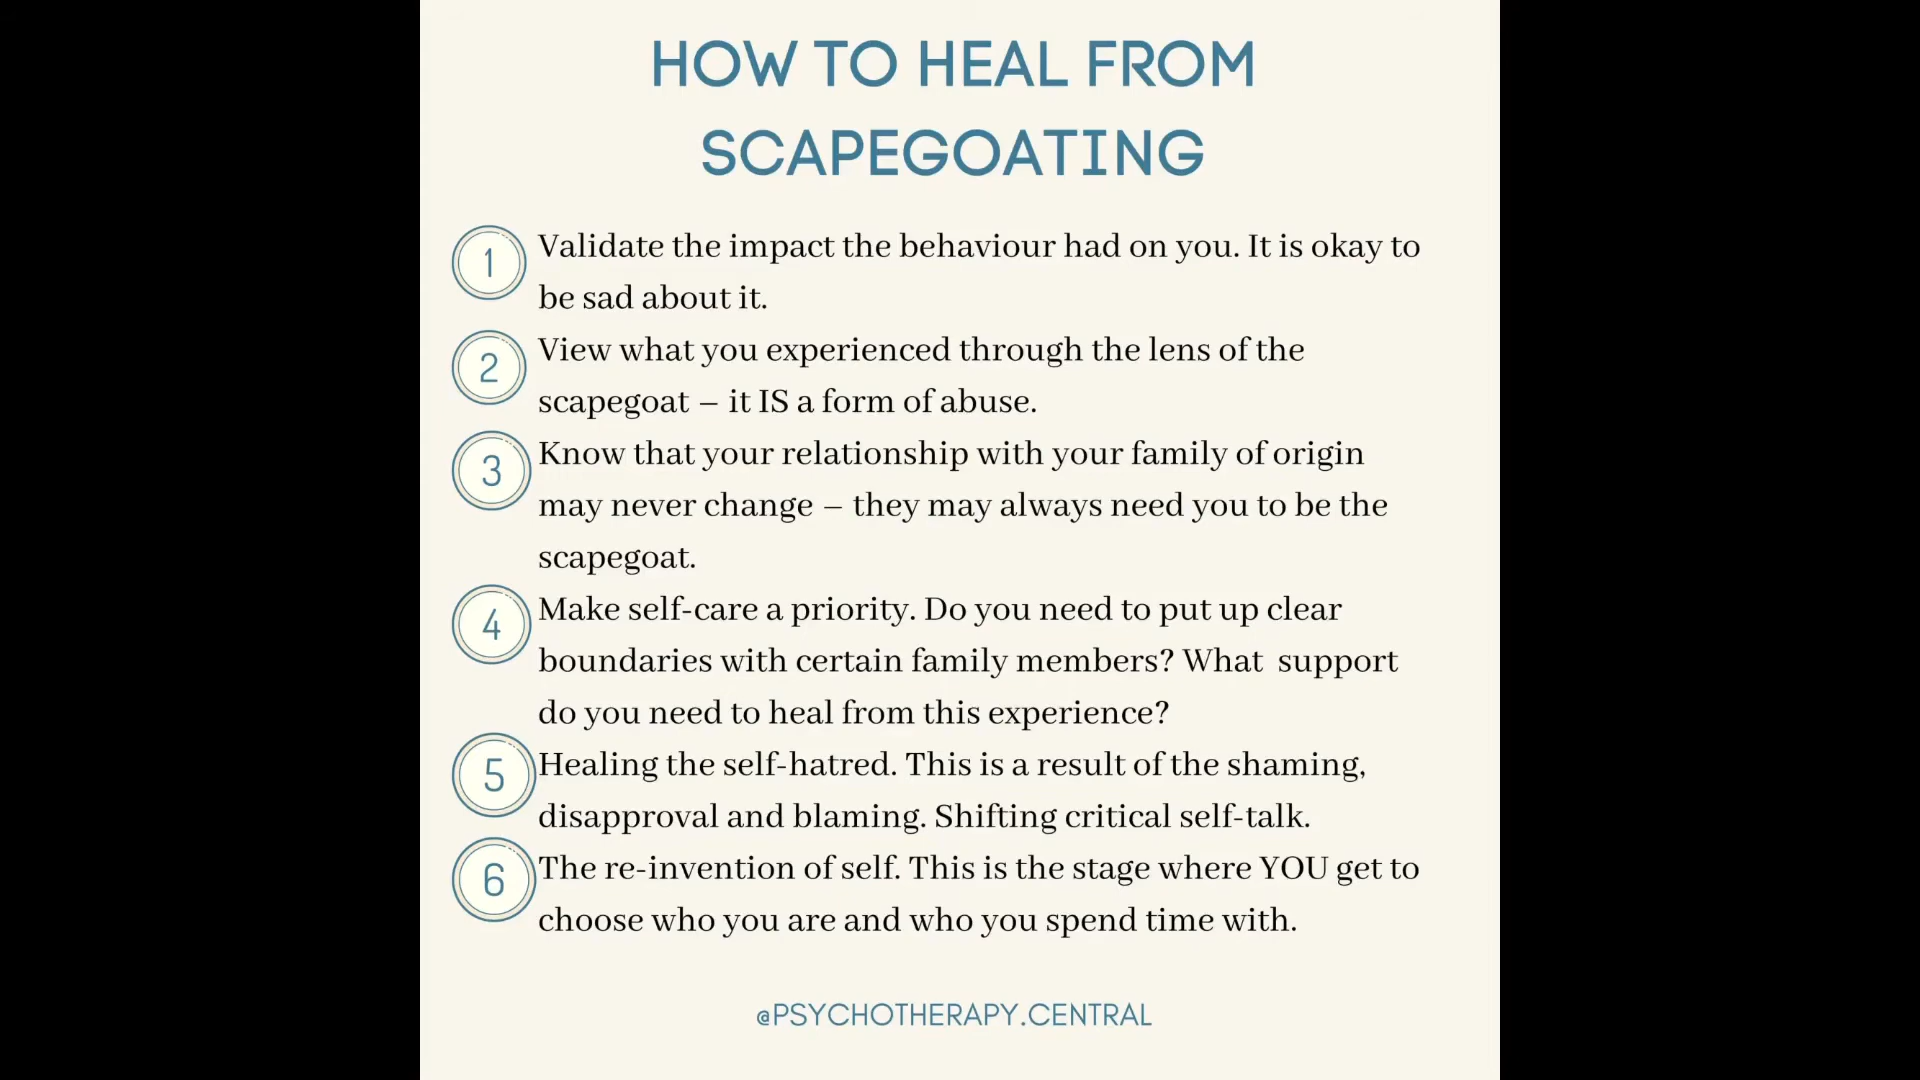 HOW TO HEAL FROM
SCAPEGOATING
1 Validate the impact the behaviour had on you. It is okay to
be sad about it.
2 View what you experienced through the lens of the
scapegoat – it IS a form of abuse.
3 Know that your relationship with your family of origin
may never change – they may always need you to be the
scapegoat.
4 Make self-care a priority. Do you need to put up clear
boundaries with certain family members? What  support
do you need to heal from this experience?
5 Healing the self-hatred. This is a result of the shaming,
disapproval and blaming. Shifting critical self-talk.
6 The re-invention of self. This is the stage where YOU get to
choose who you are and who you spend time with.
@PSYCHOTHERAPY.CENTRAL